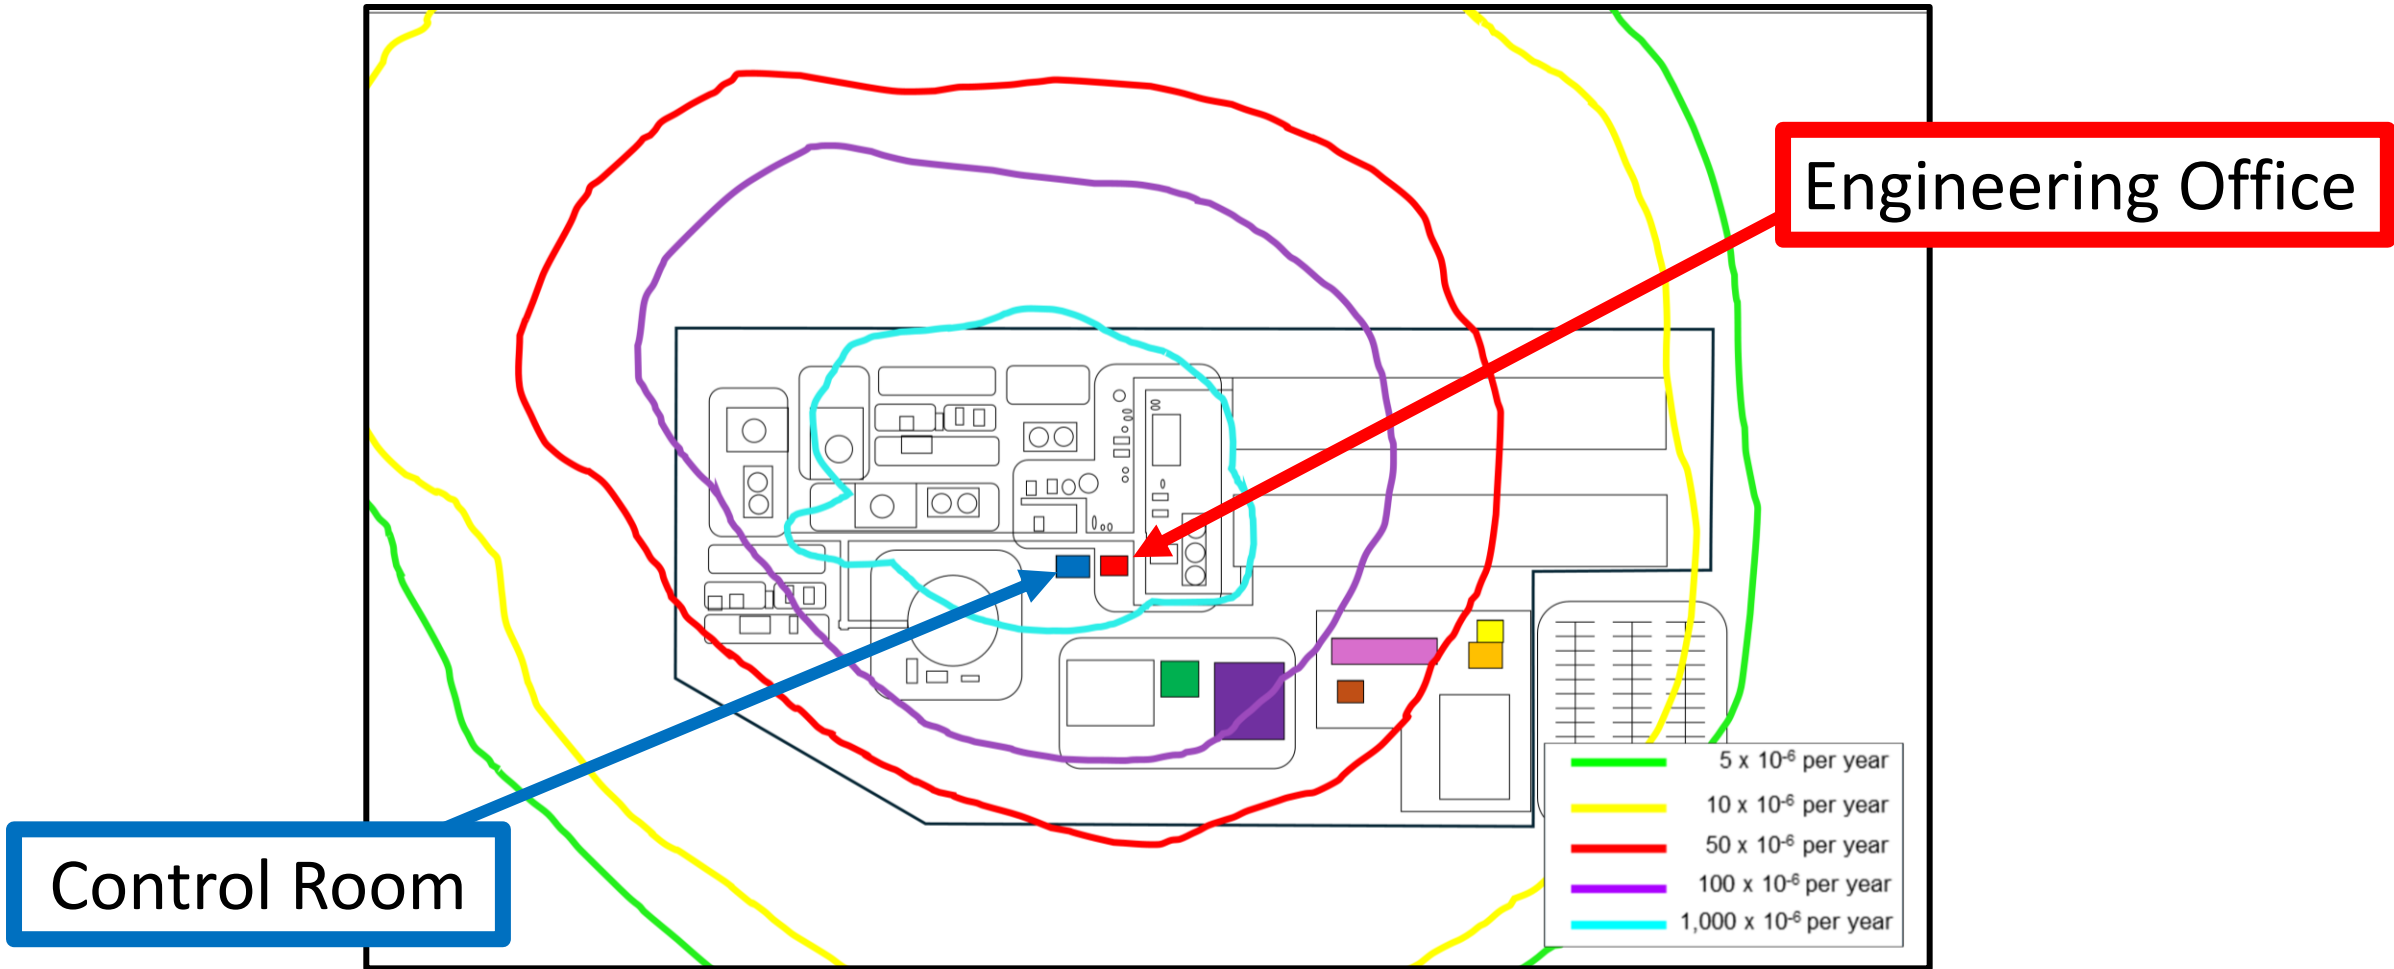 Engineering Office
Control Room
5 x 10⁻⁶ per year
10 x 10⁻⁶ per year
50 x 10⁻⁶ per year
100 x 10⁻⁶ per year
1,000 x 10⁻⁶ per year